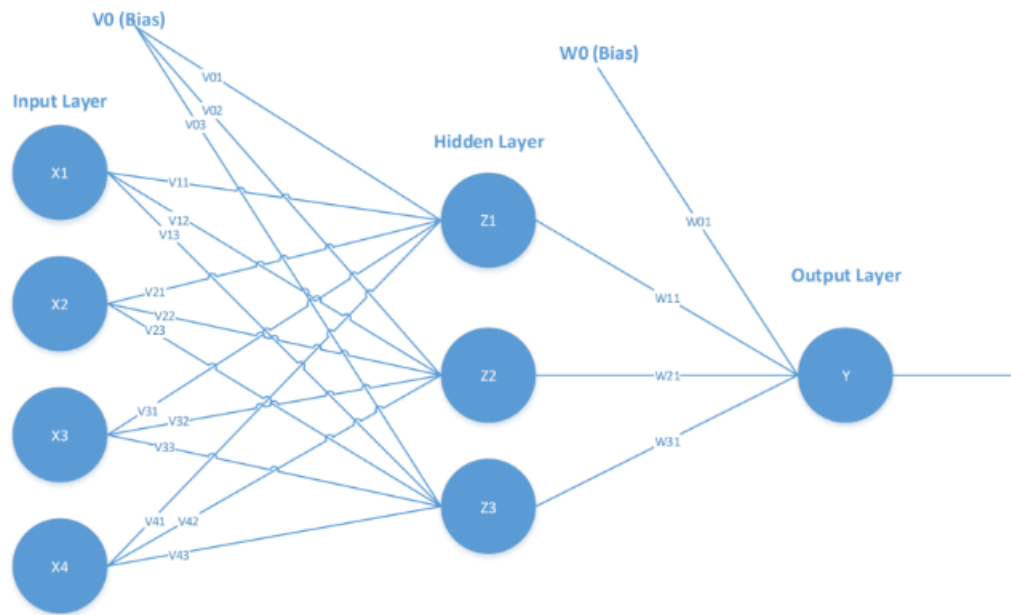 V0 (Bias)
W0 (Bias)
V01
Input Layer
V02
V03
Hidden Layer
X1
V11
V12
V13
Z1
W01
Output Layer
V21
X2
V22
V23
W11
Z2
W21
Y
V31
V32
X3
V33
W31
Z3
V41
V42
V43
X4